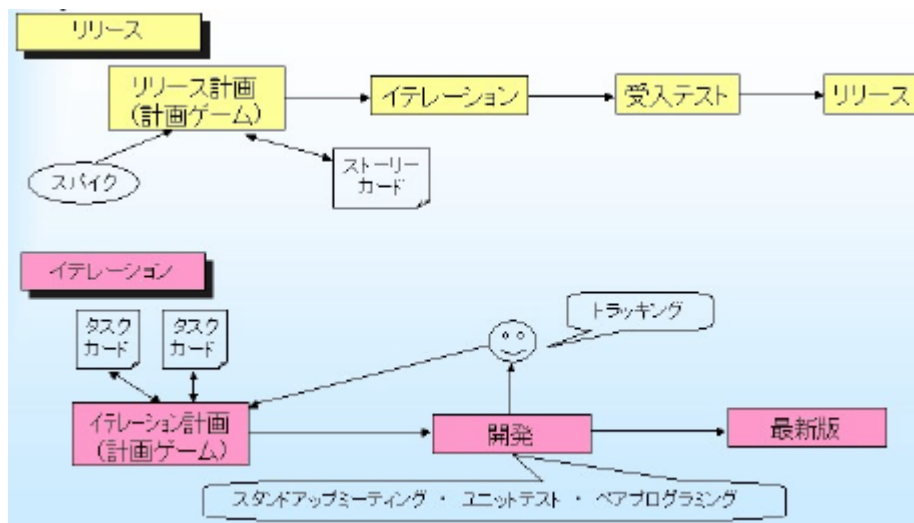 リリース
リリース計画
(計画ゲーム)
イテレーション
受入テスト
リリース
スパイク
ストーリー
カード
イテレーション
タスク
カード
タスク
カード
トラッキング
イテレーション計画
(計画ゲーム)
開発
最新版
スタンドアップミーティング ・ ユニットテスト ・ ペアプログラミング